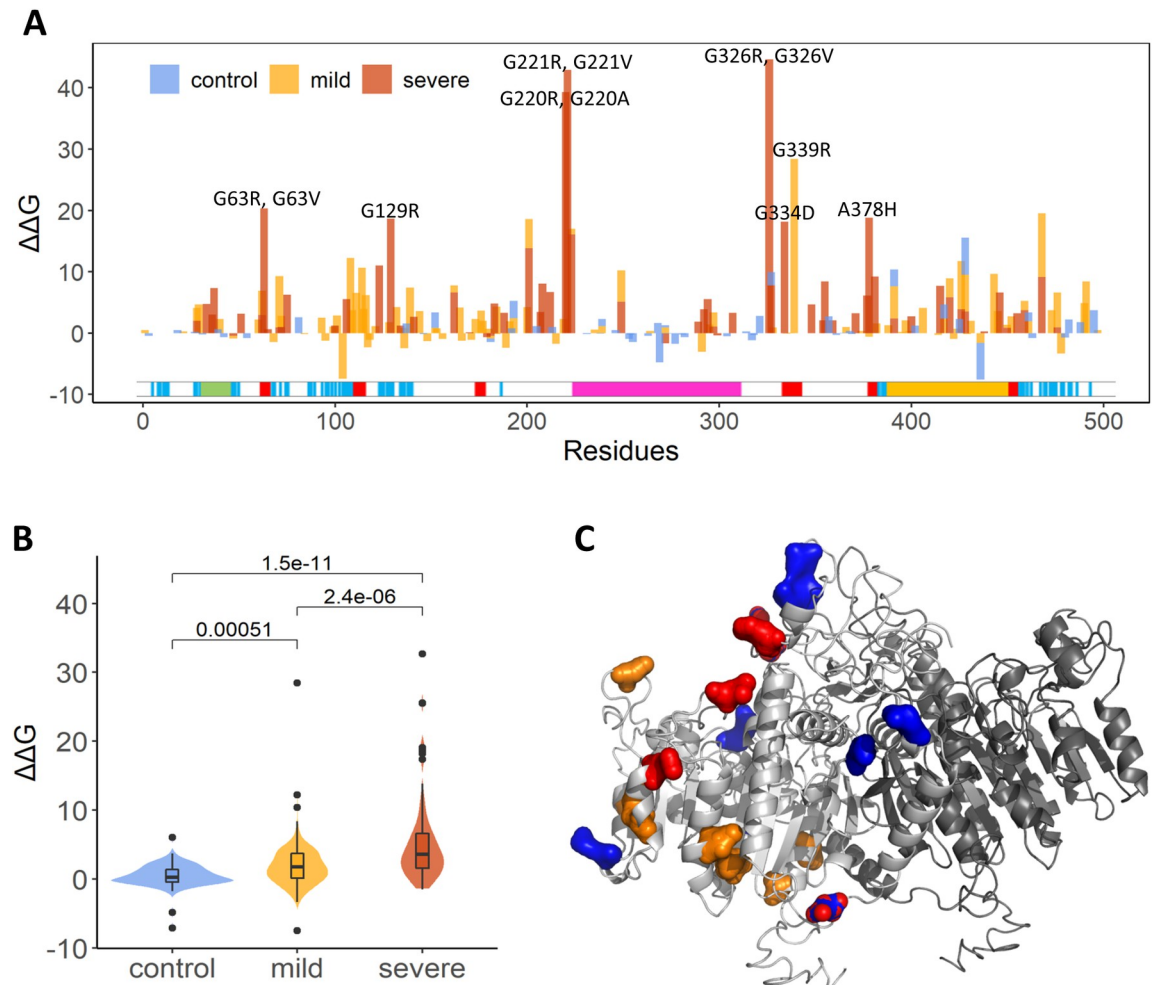 A
control mild severe
G221R, G221V
G326R, G326V
G220R, G220A
G339R
G63R, G63V
G129R
G334D
A378H
ΔΔG
40
30
20
10
0
-10
0 100 200 300 400 500
Residues
B
C
1.5e-11
2.4e-06
0.00051
ΔΔG
40
30
20
10
0
-10
control mild severe